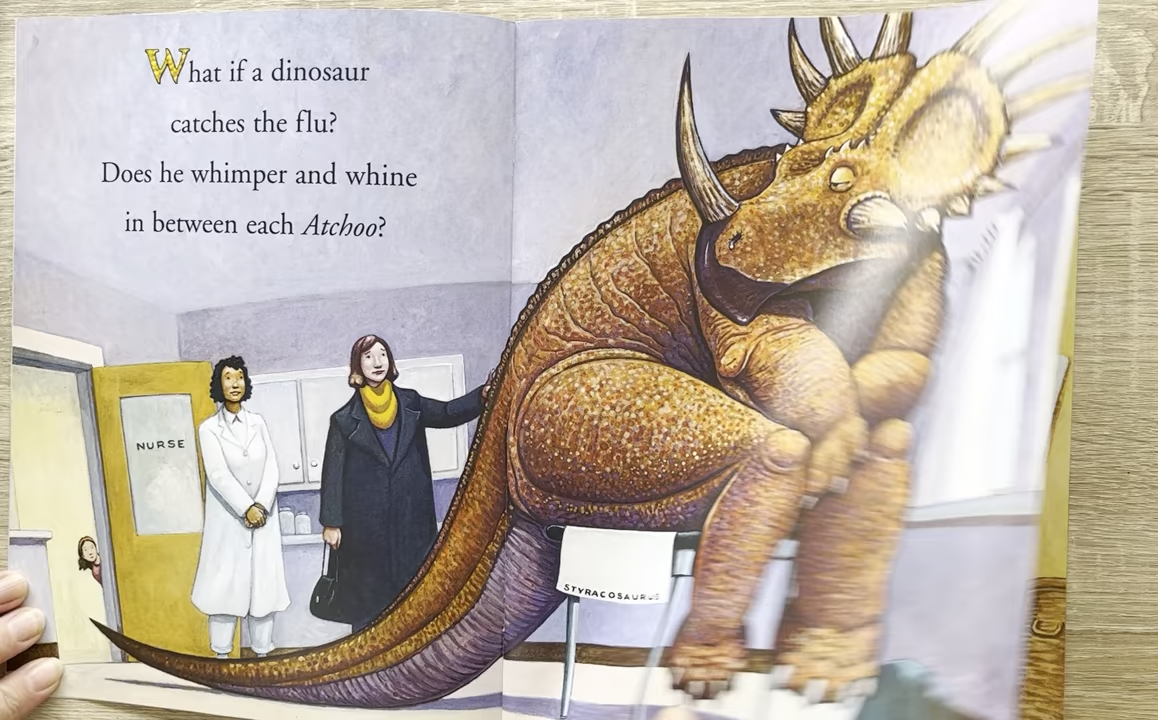 What if a dinosaur
catches the flu?
Does he whimper and whine
in between each Atchoo?
NURSE
STYRACOSAURUS